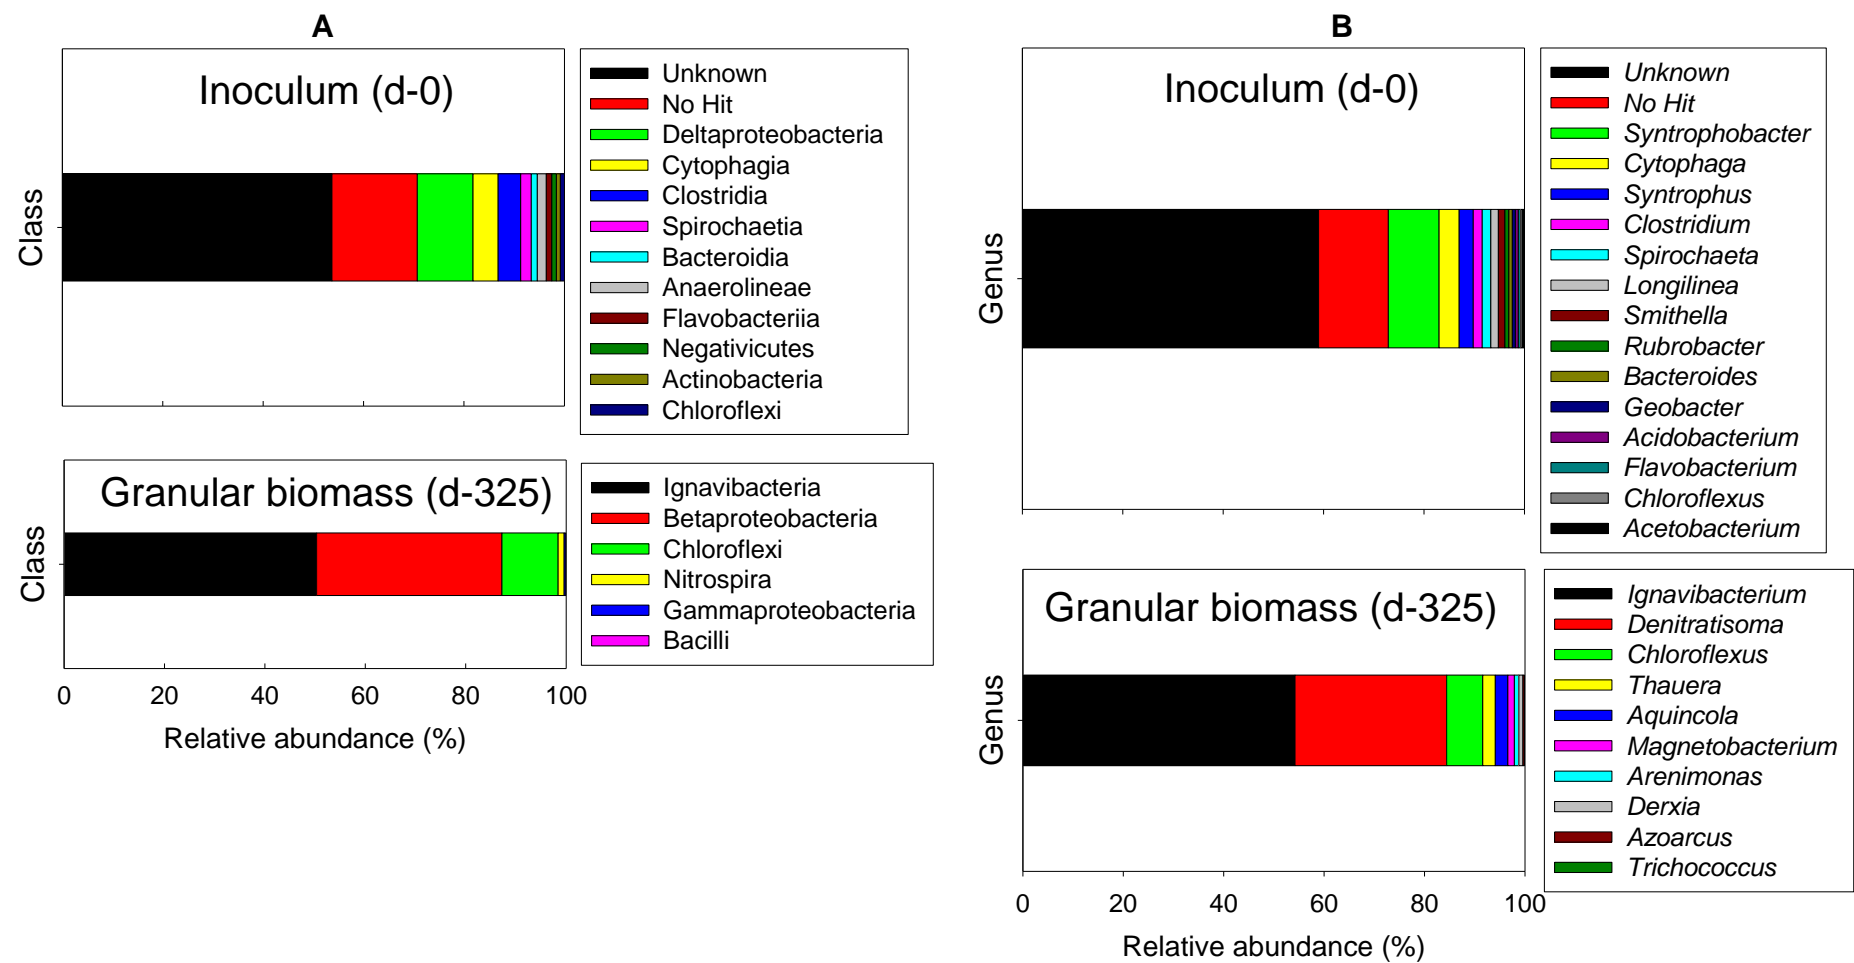 A
Inoculum (d-0)
Class
Unknown
No Hit
Deltaproteobacteria
Cytophagia
Clostridia
Spirochaetia
Bacteroidia
Anaerolineae
Flavobacteriia
Negativicutes
Actinobacteria
Chloroflexi
Granular biomass (d-325)
Class
Ignavibacteria
Betaproteobacteria
Chloroflexi
Nitrospira
Gammaproteobacteria
Bacilli
0 20 40 60 80 100
Relative abundance (%)
B
Inoculum (d-0)
Genus
Unknown
No Hit
Syntrophobacter
Cytophaga
Syntrophus
Clostridium
Spirochaeta
Longilinea
Smithella
Rubrobacter
Bacteroides
Geobacter
Acidobacterium
Flavobacterium
Chloroflexus
Acetobacterium
Granular biomass (d-325)
Genus
Ignavibacterium
Denitratisoma
Chloroflexus
Thauera
Aquincola
Magnetobacterium
Arenimonas
Derxia
Azoarcus
Trichococcus
0 20 40 60 80 100
Relative abundance (%)